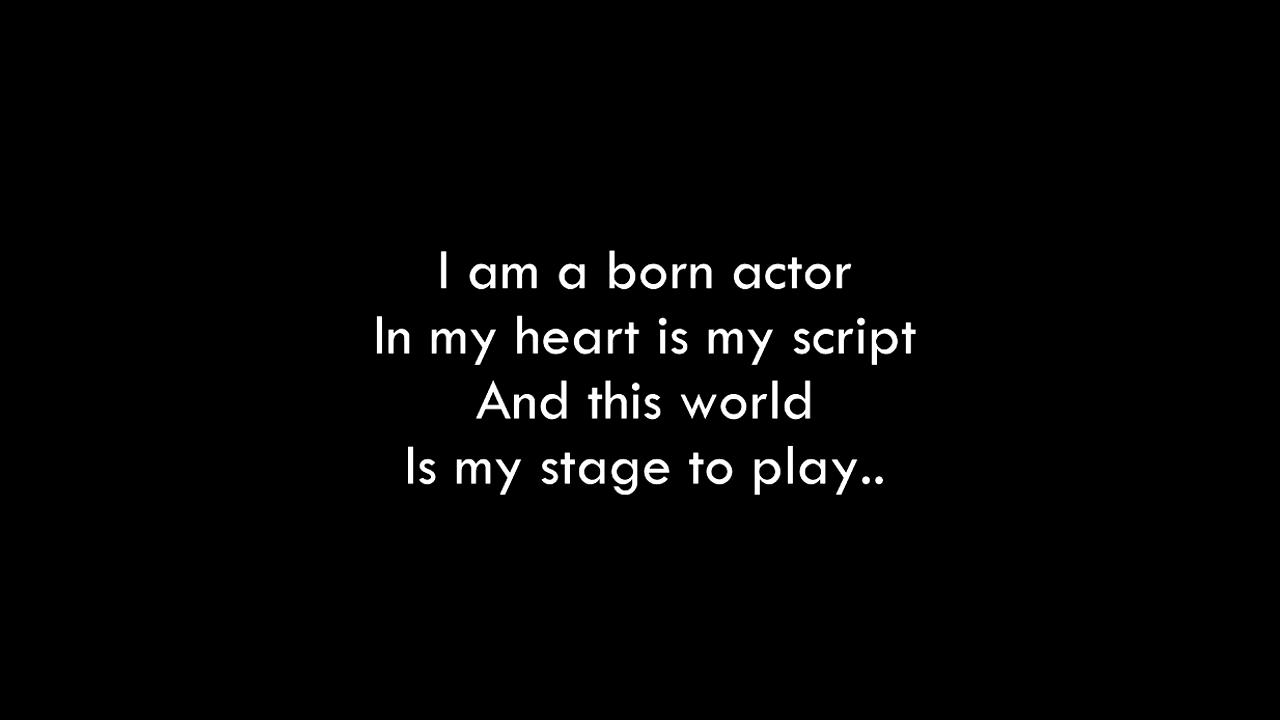 I am a born actor
In my heart is my script
And this world
Is my stage to play..